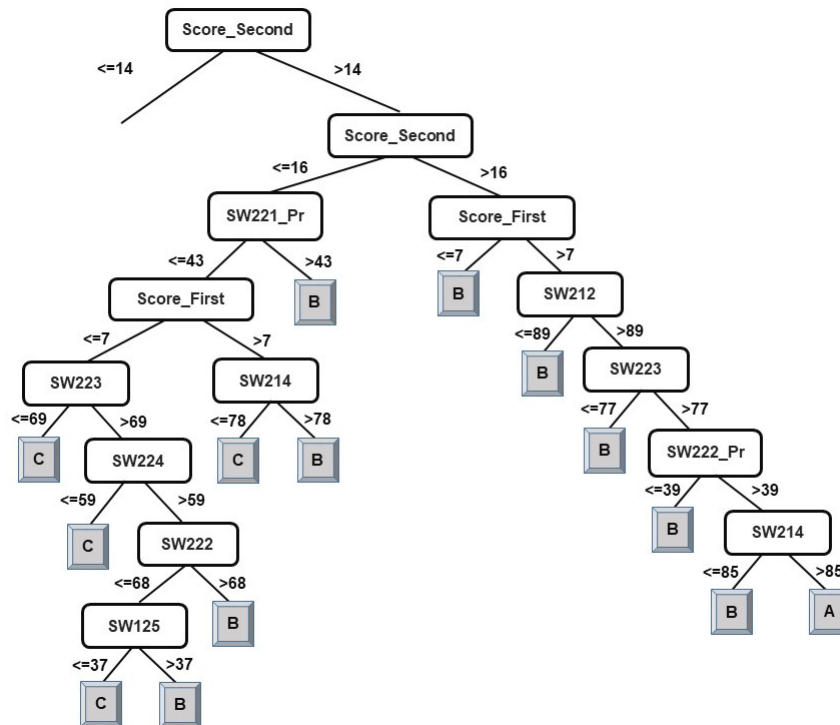 Score_Second
<=14 >14
Score_Second
<=16 >16
SW221_Pr Score_First
<=43 >43 <=7 >7
Score_First B B SW212
<=7 >7 <=89 >89
SW223 SW214 B SW223
<=69 >69 <=78 >78 <=77 >77
C SW224 C B B SW222_Pr
<=59 >59 <=39 >39
C SW222 B SW214
<=68 >68 <=85 >85
SW125 B B A
<=37 >37
C B